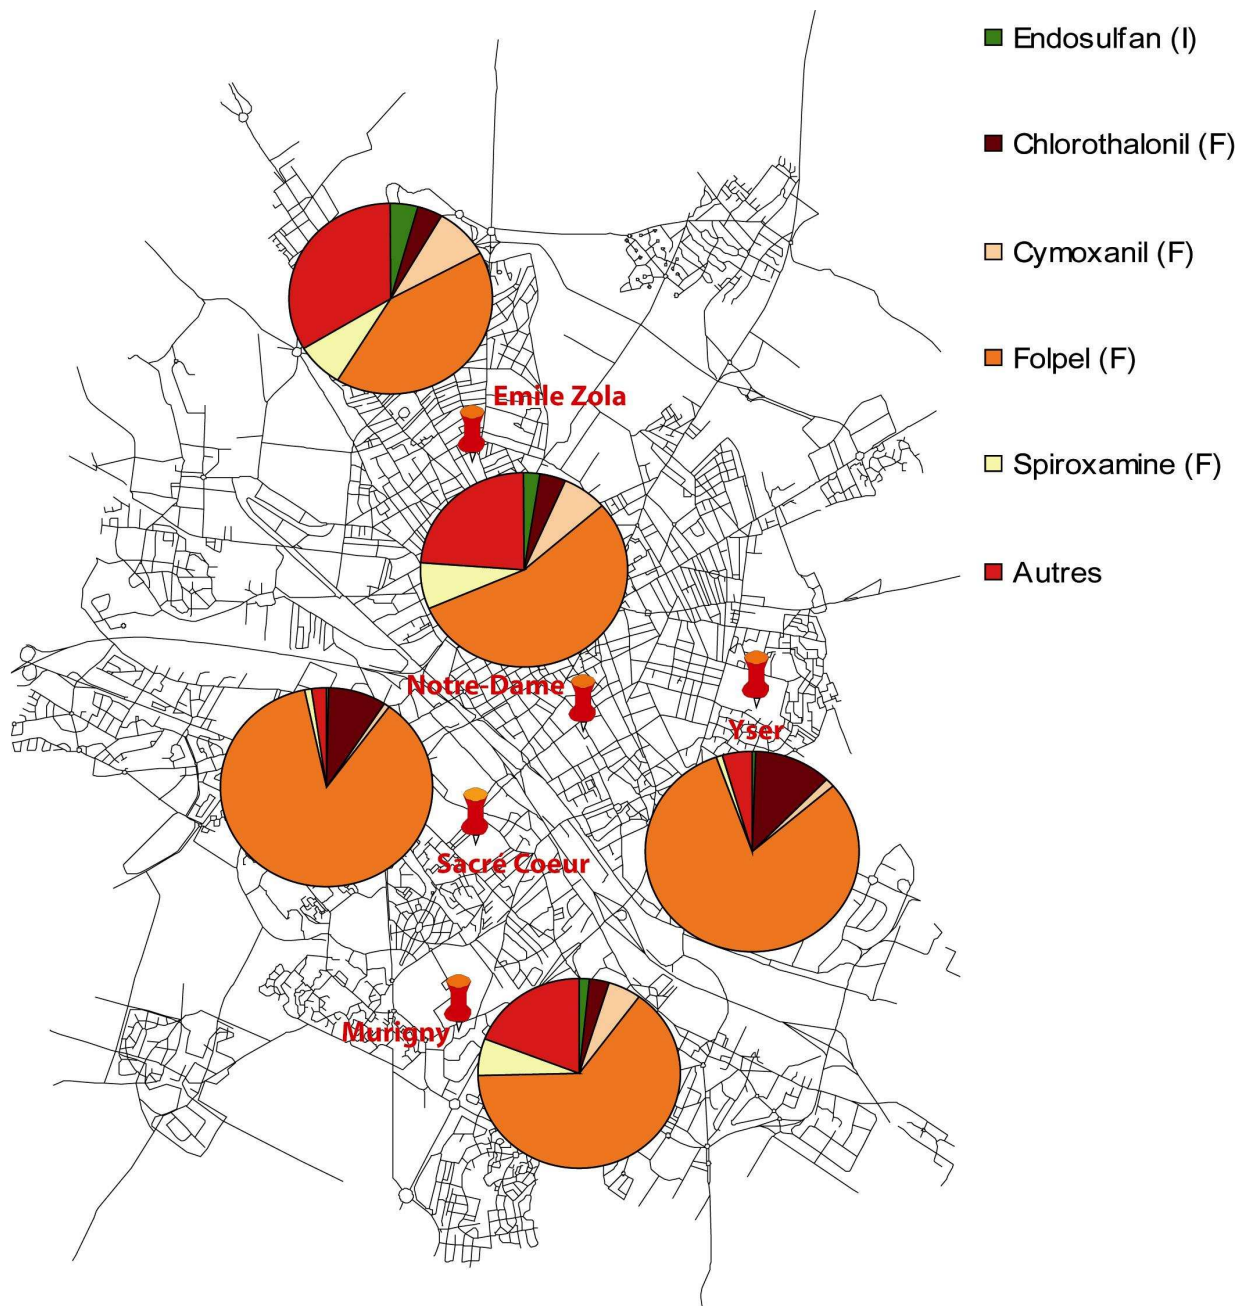 Endosulfan (I)
Chlorothalonil (F)
Cymoxanil (F)
Folpel (F)
Spiroxamine (F)
Autres
Emile Zola
Notre-Dame
Yser
Sacré Coeur
Murigny